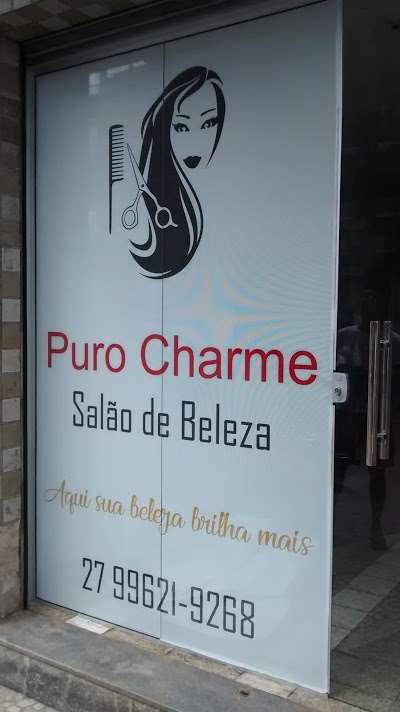 Puro Charme
Salão de Beleza
Aqui sua beleza brilha mais
27 99621-9268